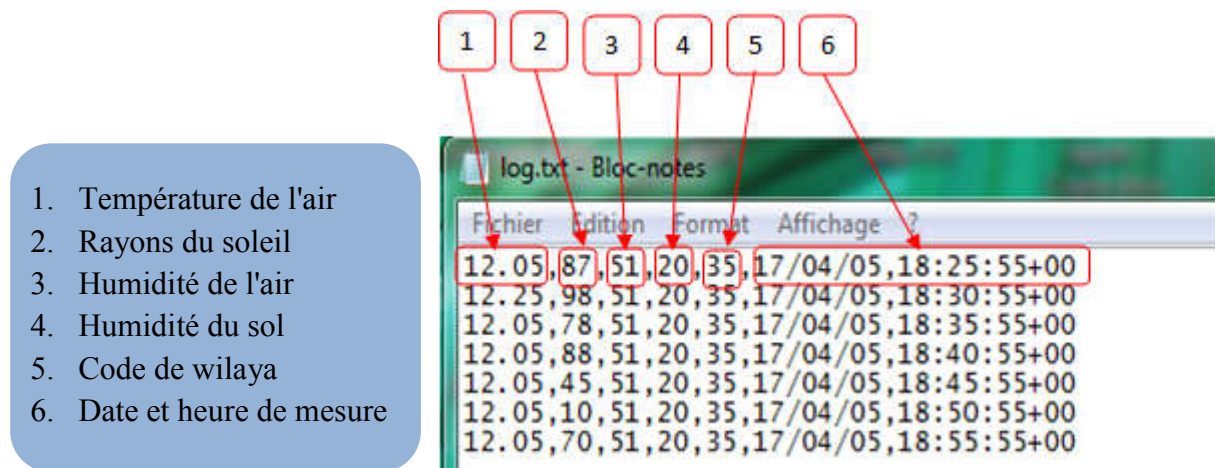 1 2 3 4 5 6
1. Température de l'air
2. Rayons du soleil
3. Humidité de l'air
4. Humidité du sol
5. Code de wilaya
6. Date et heure de mesure
log.txt - Bloc-notes
Fichier Edition Format Affichage ?
12.05,87,51,20,35,17/04/05,18:25:55+00
12.25,98,51,20,35,17/04/05,18:30:55+00
12.05,78,51,20,35,17/04/05,18:35:55+00
12.05,88,51,20,35,17/04/05,18:40:55+00
12.05,45,51,20,35,17/04/05,18:45:55+00
12.05,10,51,20,35,17/04/05,18:50:55+00
12.05,70,51,20,35,17/04/05,18:55:55+00